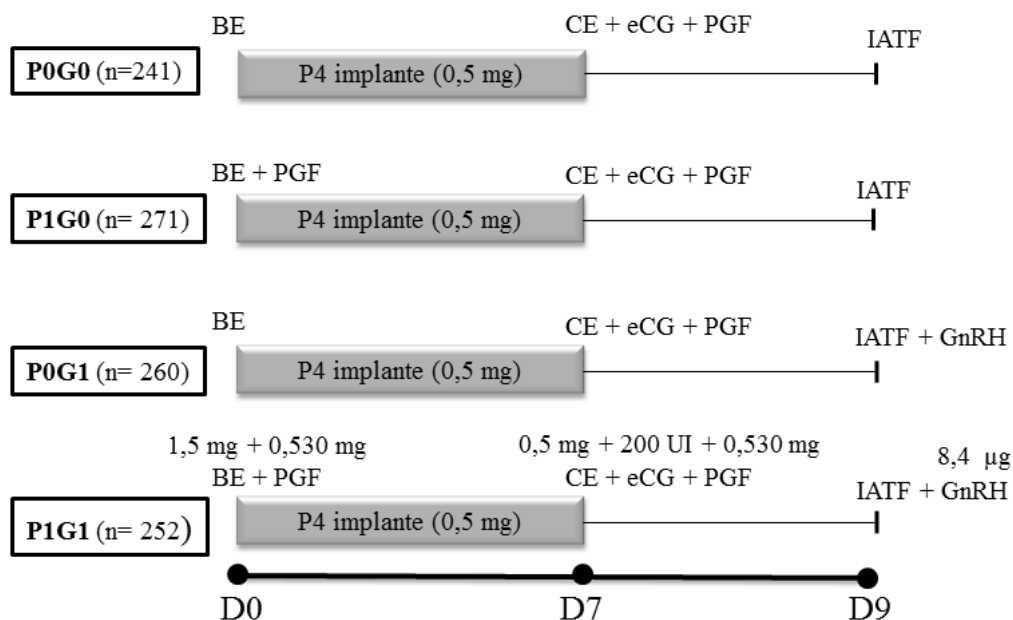 BE
CE + eCG + PGF
IATF
P0G0 (n=241)
P4 implante (0,5 mg)
BE + PGF
CE + eCG + PGF
IATF
P1G0 (n= 271)
P4 implante (0,5 mg)
BE
CE + eCG + PGF
IATF + GnRH
P0G1 (n= 260)
P4 implante (0,5 mg)
1,5 mg + 0,530 mg
0,5 mg + 200 UI + 0,530 mg
8,4 µg
BE + PGF
CE + eCG + PGF
IATF + GnRH
P1G1 (n= 252)
P4 implante (0,5 mg)
D0
D7
D9